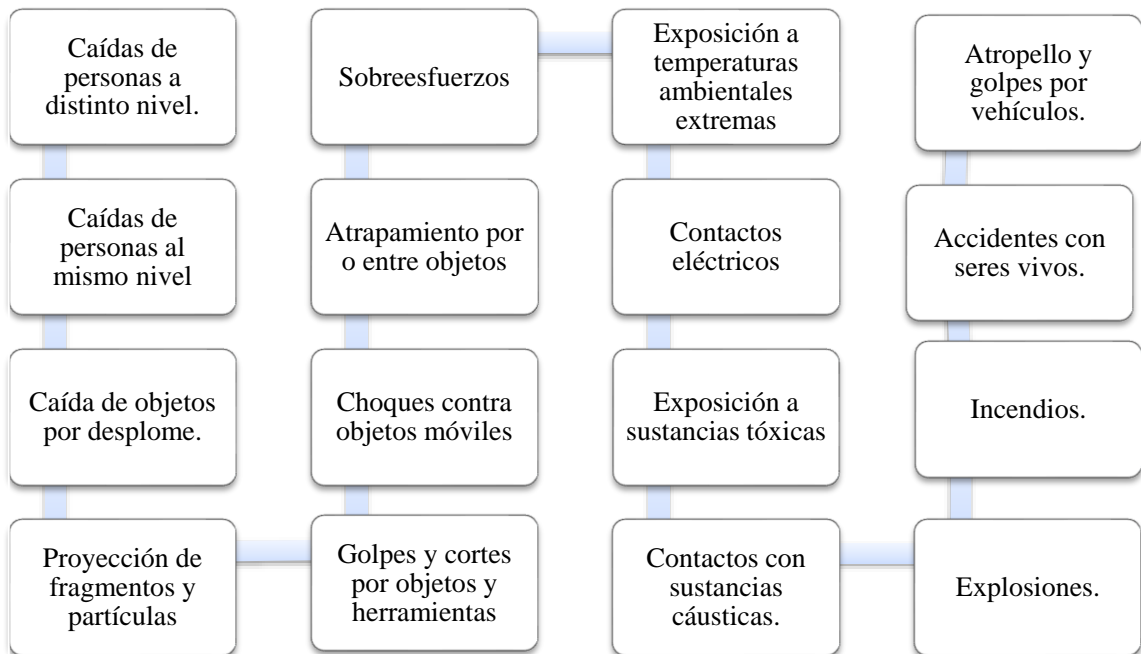 Caídas de
personas a
distinto nivel.
Caídas de
personas al
mismo nivel
Caída de objetos
por desplome.
Proyección de
fragmentos y
partículas
Golpes y cortes
por objetos y
herramientas
Choques contra
objetos móviles
Atrapamiento por
o entre objetos
Sobreesfuerzos
Exposición a
temperaturas
ambientales
extremas
Contactos
eléctricos
Exposición a
sustancias tóxicas
Contactos con
sustancias
cáusticas.
Explosiones.
Incendios.
Accidentes con
seres vivos.
Atropello y
golpes por
vehículos.